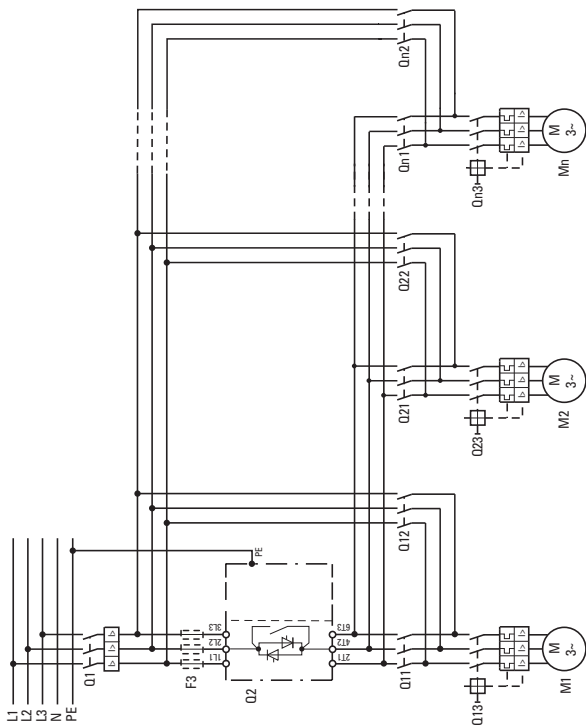 L1
L2
L3
N
PE
Q1
I> I> I>
F3
1L1 2L2 3L3
PE
Q2
2T1 4T2 6T3
Q11
Q12
Q21
Q22
Qn1
Qn2
Q13
I> I> I>
M
3~
M1
Q23
I> I> I>
M
3~
M2
Qn3
I> I> I>
M
3~
Mn